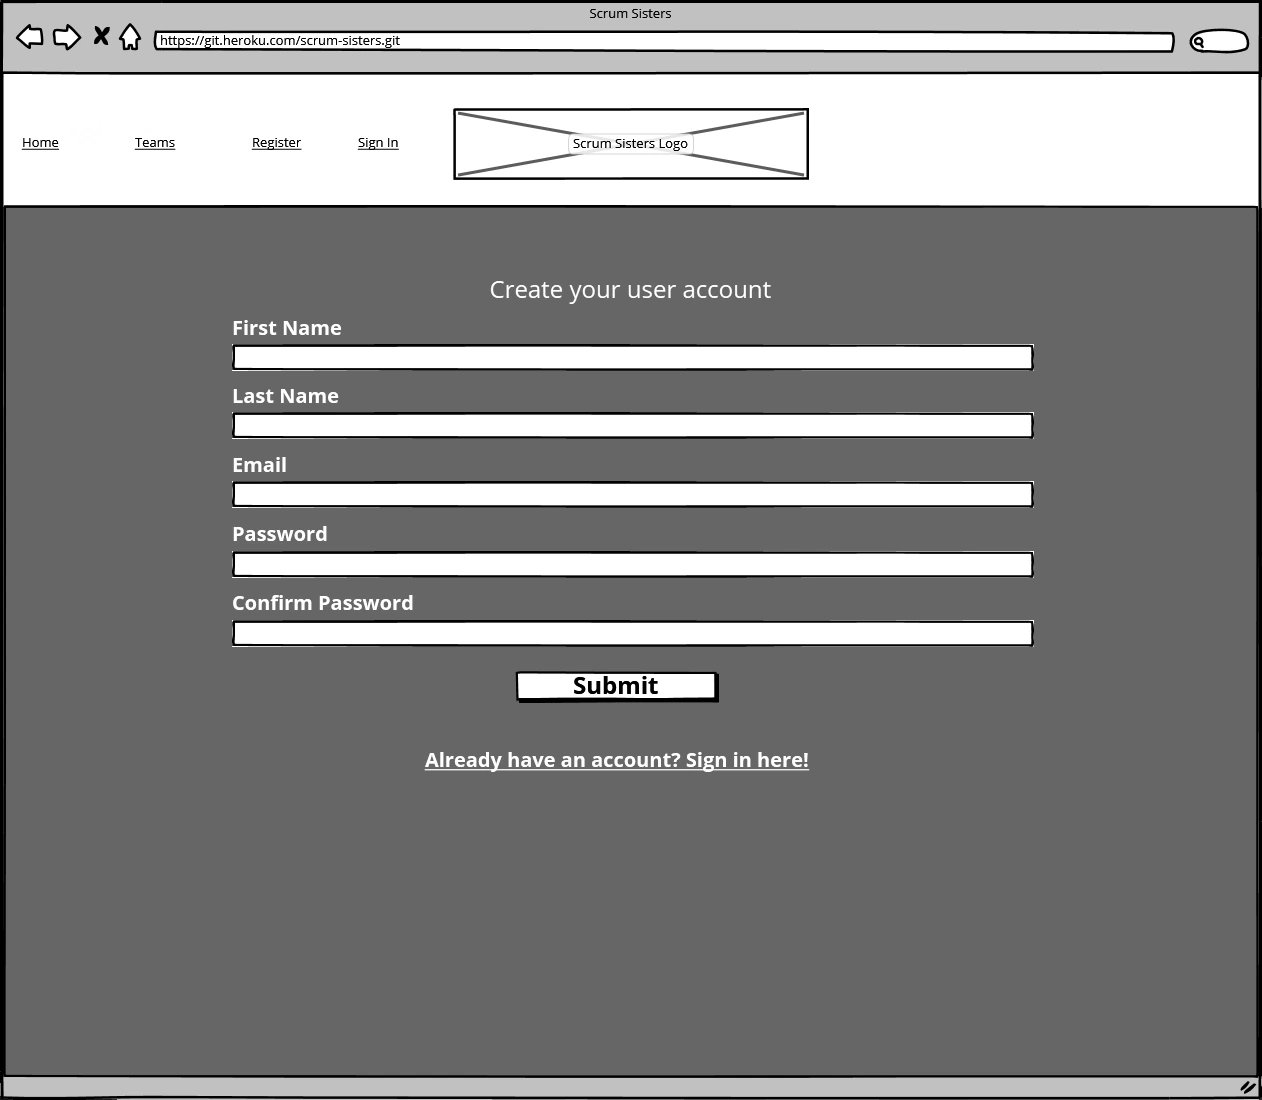 Scrum Sisters
https://git.heroku.com/scrum-sisters.git
Home Teams Register Sign In Scrum Sisters Logo
Create your user account
First Name
Last Name
Email
Password
Confirm Password
Submit
Already have an account? Sign in here!